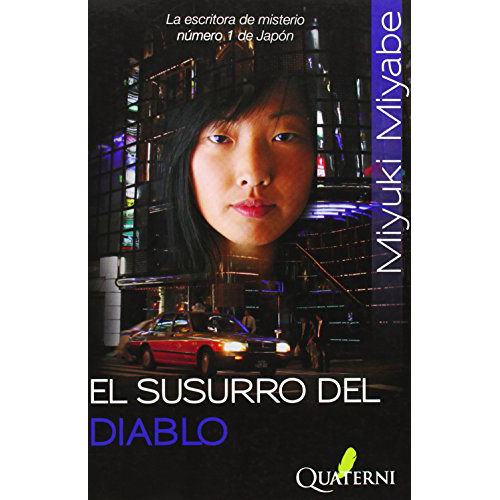 La escritora de misterio
número 1 de Japón
Miyuki Miyabe
EL SUSURRO DEL
DIABLO
QUATERNI